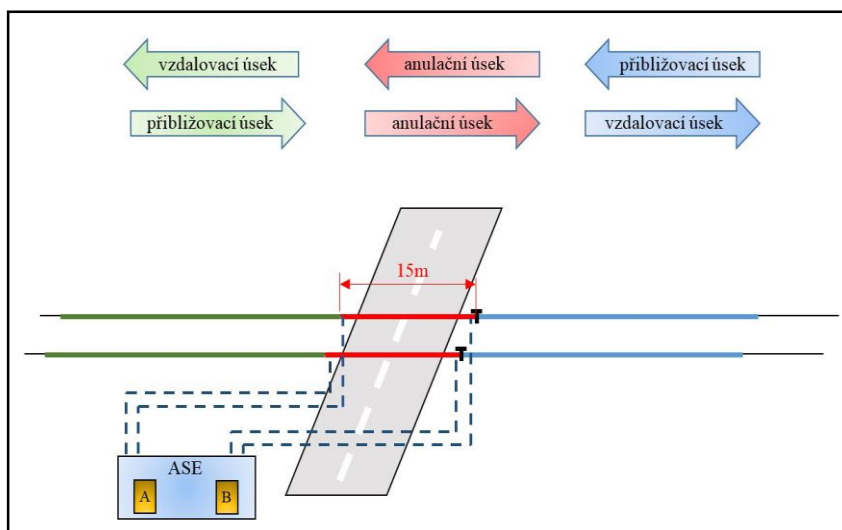 vzdalovací úsek
anulační úsek
přibližovací úsek
přibližovací úsek
anulační úsek
vzdalovací úsek
15m
ASE
A
B